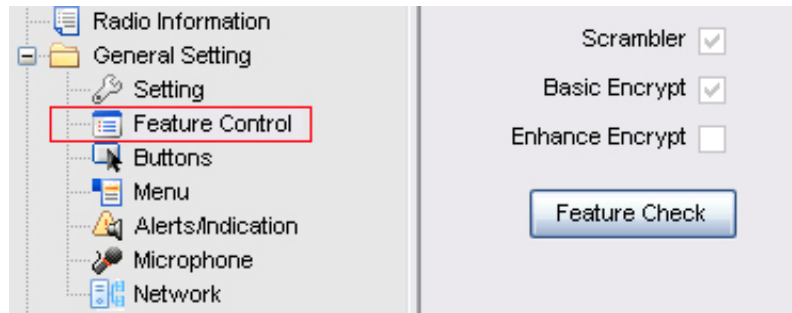 Radio Information
General Setting
Setting
Feature Control
Buttons
Menu
Alerts/Indication
Microphone
Network
Scrambler
Basic Encrypt
Enhance Encrypt
Feature Check